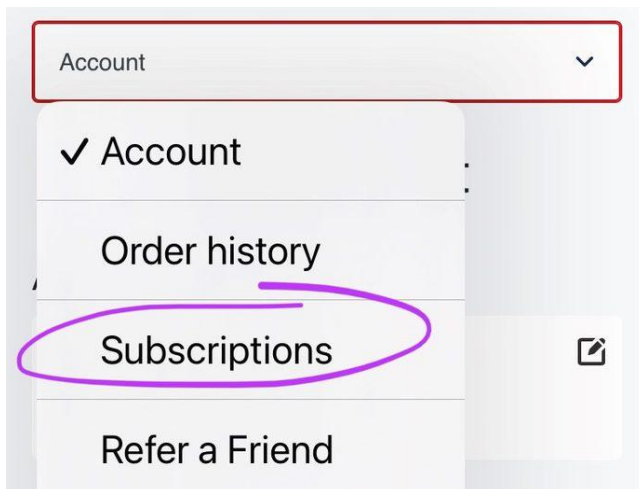 Account
Account
Order history
Subscriptions
Refer a Friend